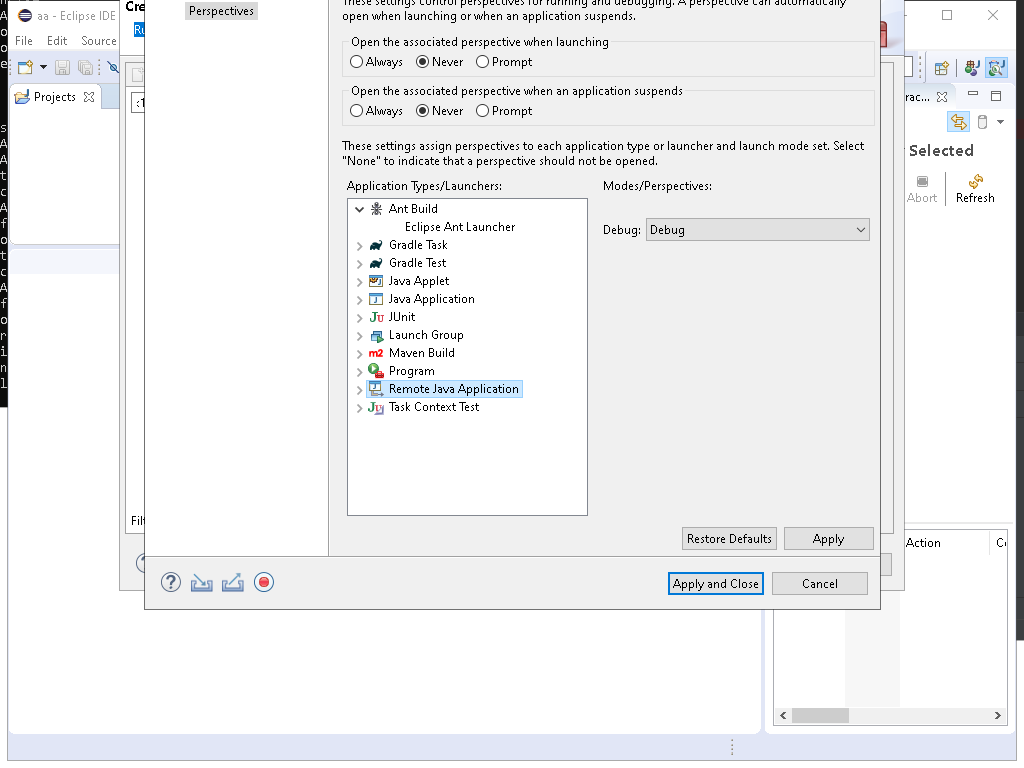 aa - Eclipse IDE
Cre
Perspectives
These settings control perspectives for running and debugging. A perspective can automatically
open when launching or when an application suspends.
File Edit Source
Open the associated perspective when launching
Always Never Prompt
Open the associated perspective when an application suspends
Always Never Prompt
Projects
These settings assign perspectives to each application type or launcher and launch mode set. Select
"None" to indicate that a perspective should not be opened.
Selected
Abort
Refresh
Application Types/Launchers:
Modes/Perspectives:
Ant Build
Eclipse Ant Launcher
Debug: Debug
Gradle Task
Gradle Test
Java Applet
Java Application
JUnit
Launch Group
Maven Build
Program
Remote Java Application
Task Context Test
Restore Defaults
Apply
Action
Apply and Close
Cancel